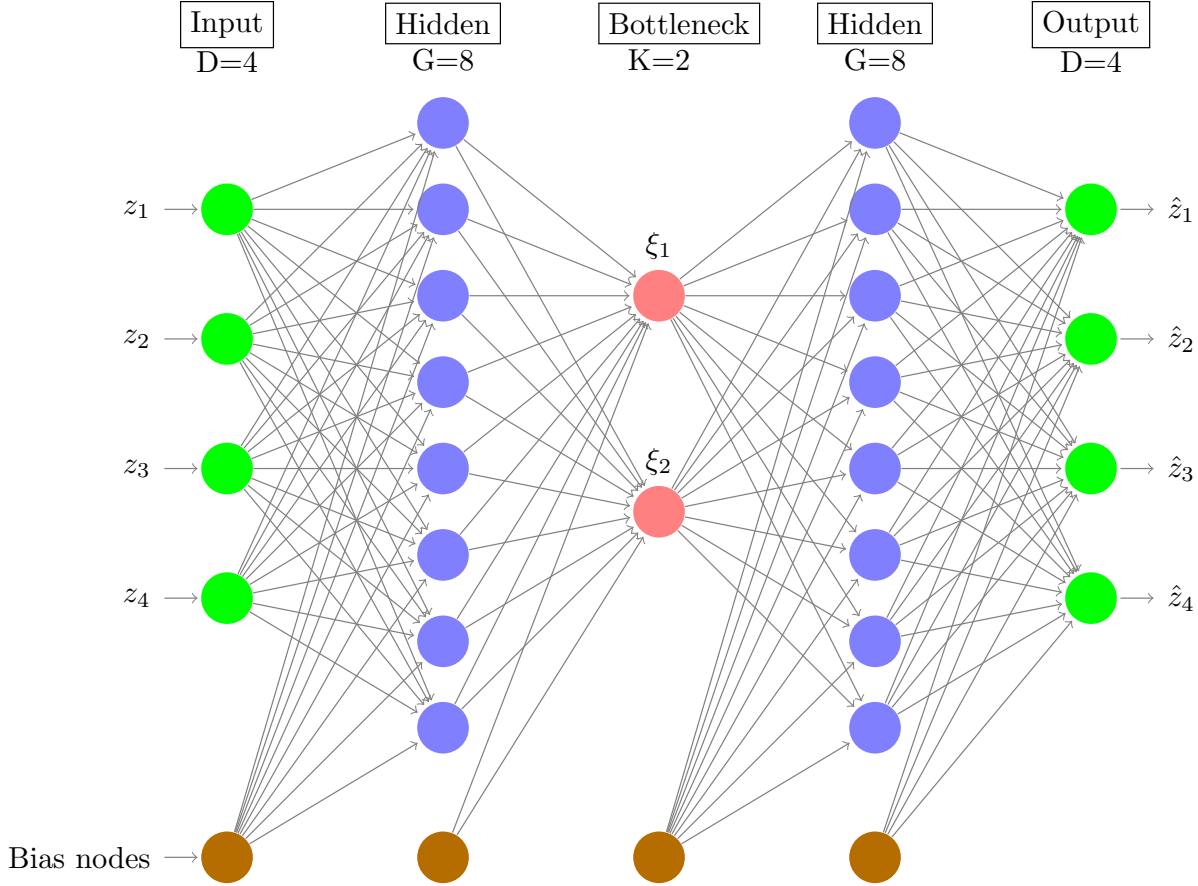 Input Hidden Bottleneck Hidden Output
D=4 G=8 K=2 G=8 D=4
z₁ ẑ₁
ξ₁
z₂ ẑ₂
ξ₂
z₃ ẑ₃
z₄ ẑ₄
Bias nodes